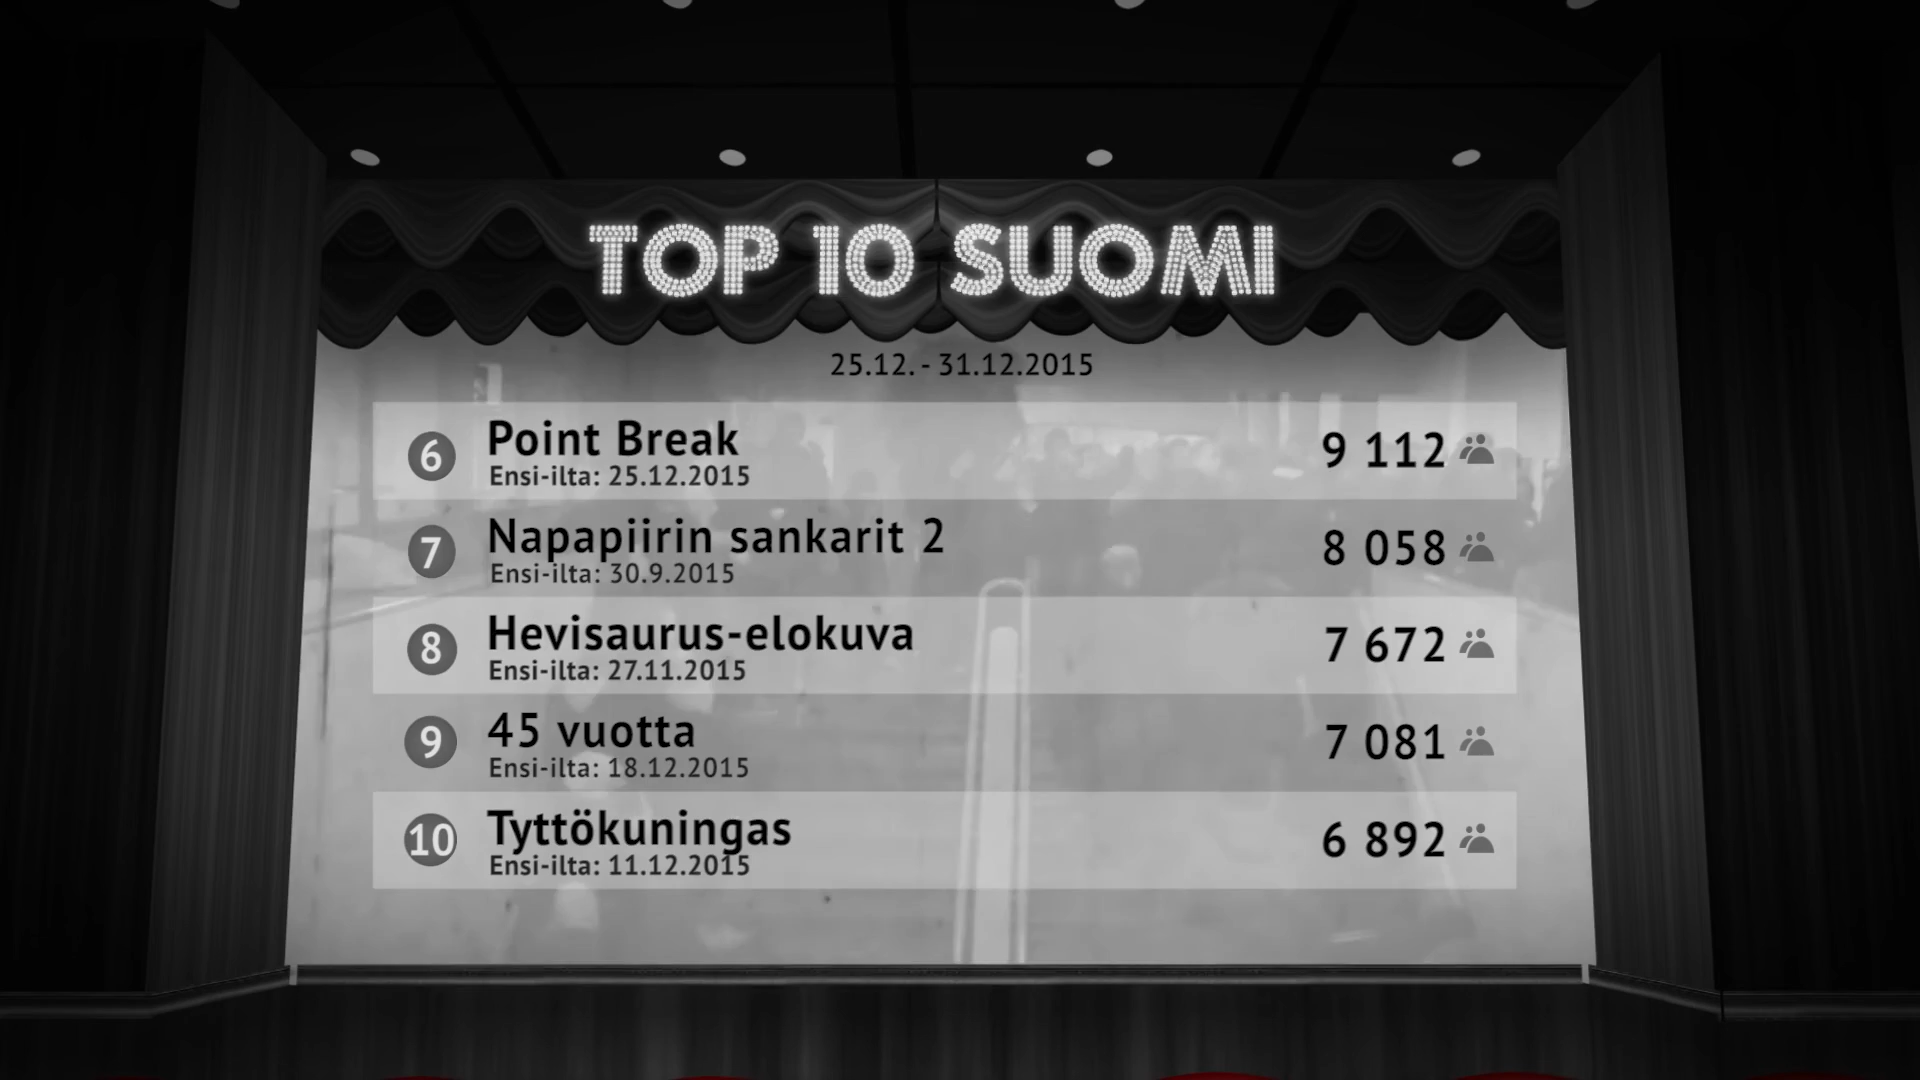 TOP 10 SUOMI
25.12. - 31.12.2015
6 Point Break 9 112
Ensi-ilta: 25.12.2015
7 Napapiirin sankarit 2 8 058
Ensi-ilta: 30.9.2015
8 Hevisaurus-elokuva 7 672
Ensi-ilta: 27.11.2015
9 45 vuotta 7 081
Ensi-ilta: 18.12.2015
10 Tyttökuningas 6 892
Ensi-ilta: 11.12.2015